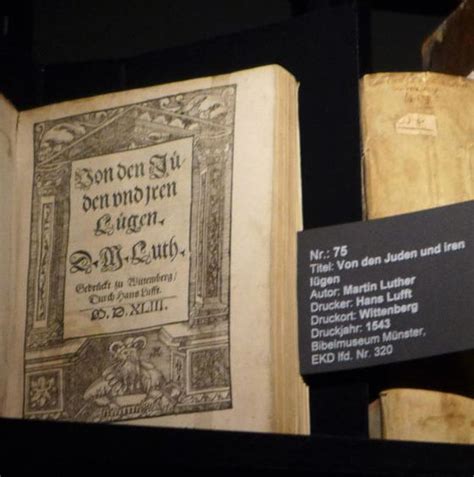 Von den Jü⸗
den vnd jren
Lügen.
D. M. Luth.
Gedrückt zu Wittemberg/
Durch Hans Lufft.
M. D. XLIII.
Nr.: 75
Titel: Von den Juden und iren
lügen
Autor: Martin Luther
Drucker: Hans Lufft
Druckort: Wittenberg
Druckjahr: 1543
Bibelmuseum Münster,
EKD lfd. Nr. 320